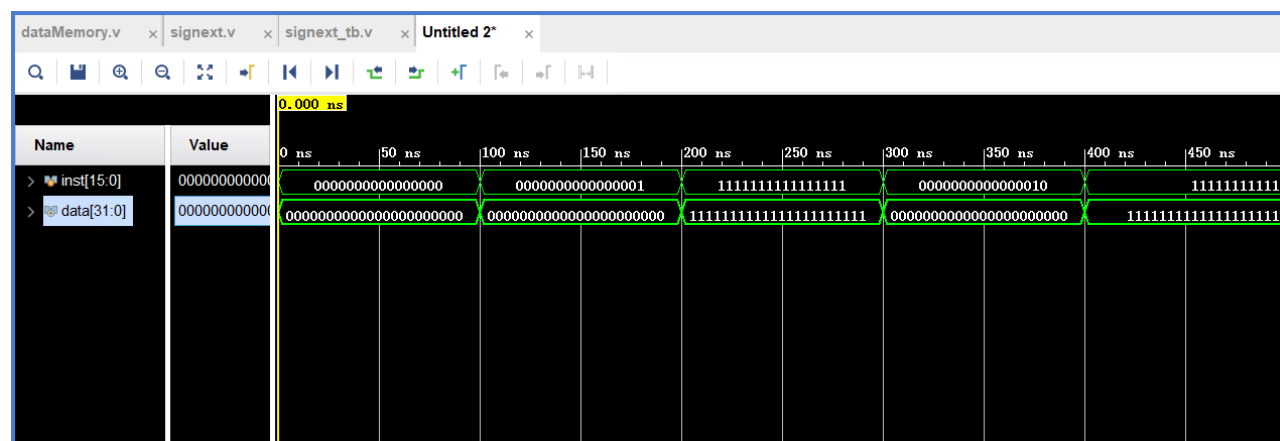 dataMemory.v × signext.v × signext_tb.v × Untitled 2* ×
0.000 ns
Name Value 0 ns 50 ns 100 ns 150 ns 200 ns 250 ns 300 ns 350 ns 400 ns 450 ns
> inst[15:0] 000000000000 0000000000000000 0000000000000001 1111111111111111 0000000000000010 11111111111
> data[31:0] 000000000000 0000000000000000000000 0000000000000000000000 1111111111111111111111 0000000000000000000000 1111111111111111111